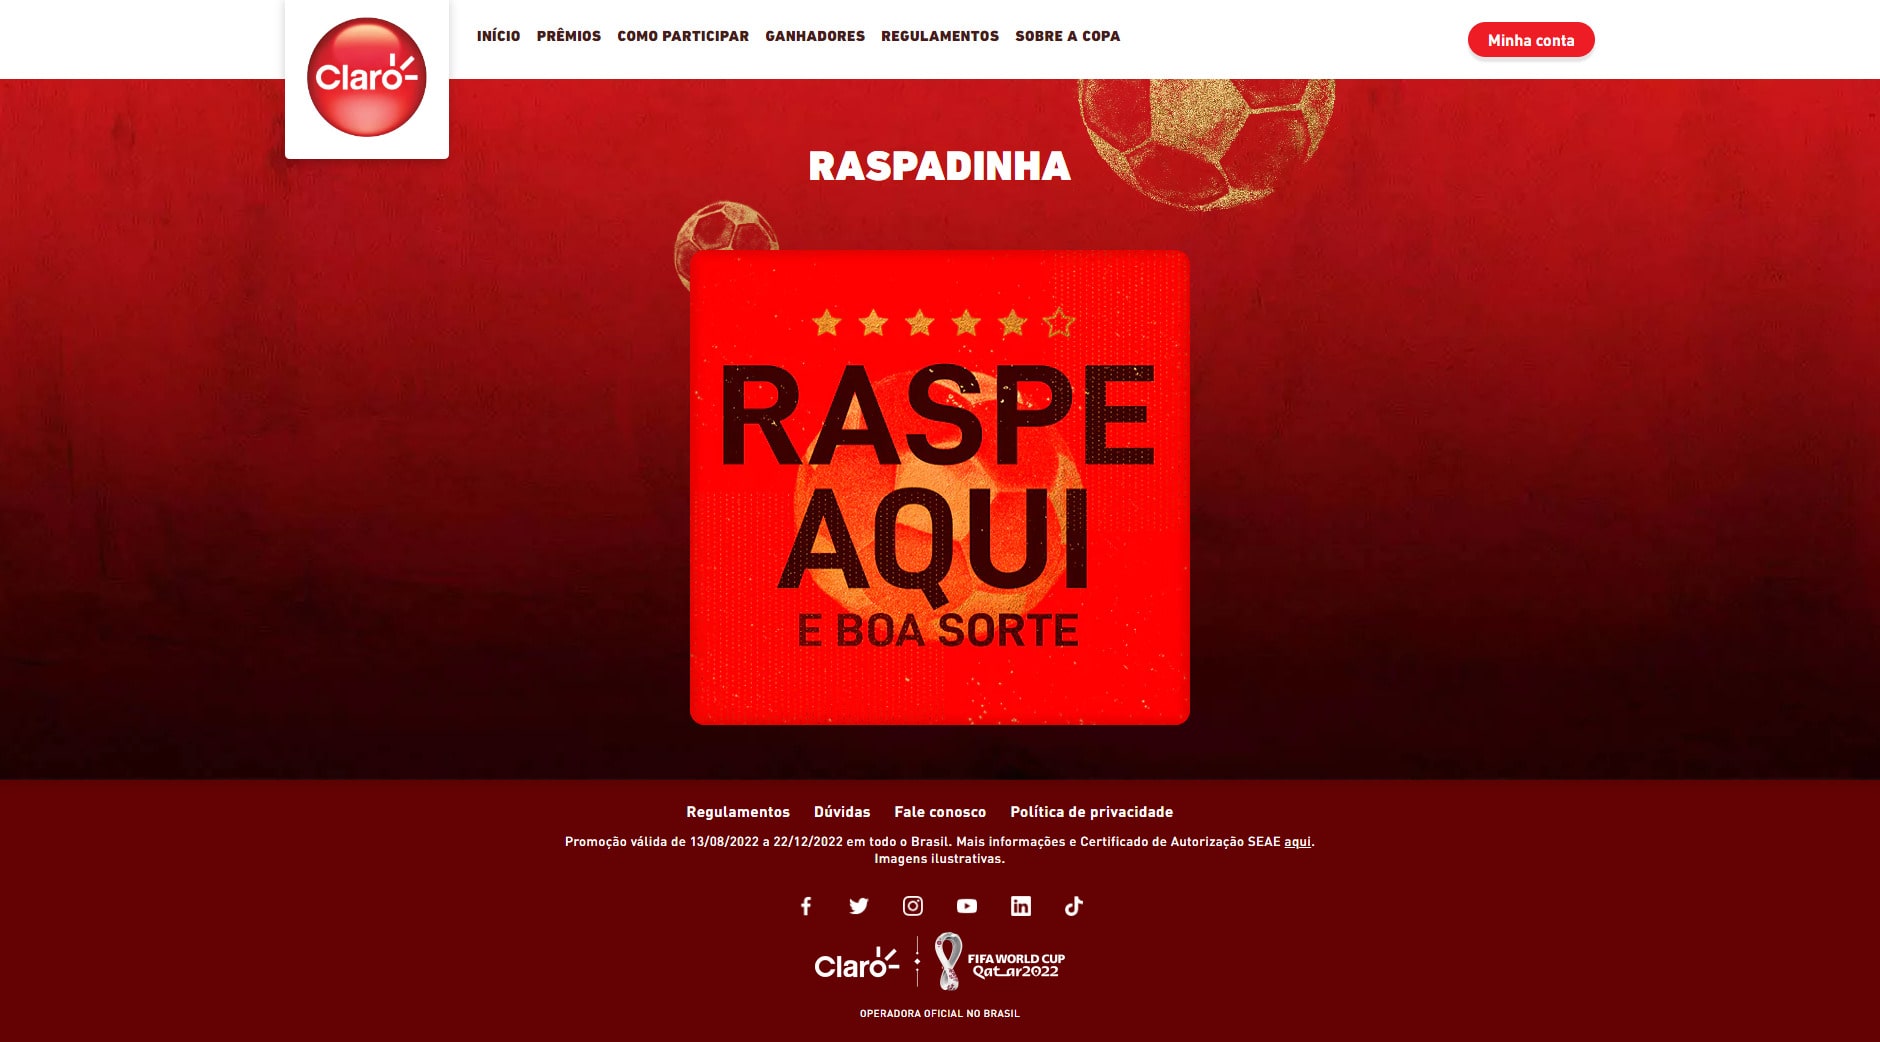 INÍCIO PRÊMIOS COMO PARTICIPAR GANHADORES REGULAMENTOS SOBRE A COPA
Minha conta
Claro
RASPADINHA
RASPE
AQUI
E BOA SORTE
Regulamentos Dúvidas Fale conosco Política de privacidade
Promoção válida de 13/08/2022 a 22/12/2022 em todo o Brasil. Mais informações e Certificado de Autorização SEAE aqui.
Imagens ilustrativas.
Claro
FIFA WORLD CUP
Qatar2022
OPERADORA OFICIAL NO BRASIL